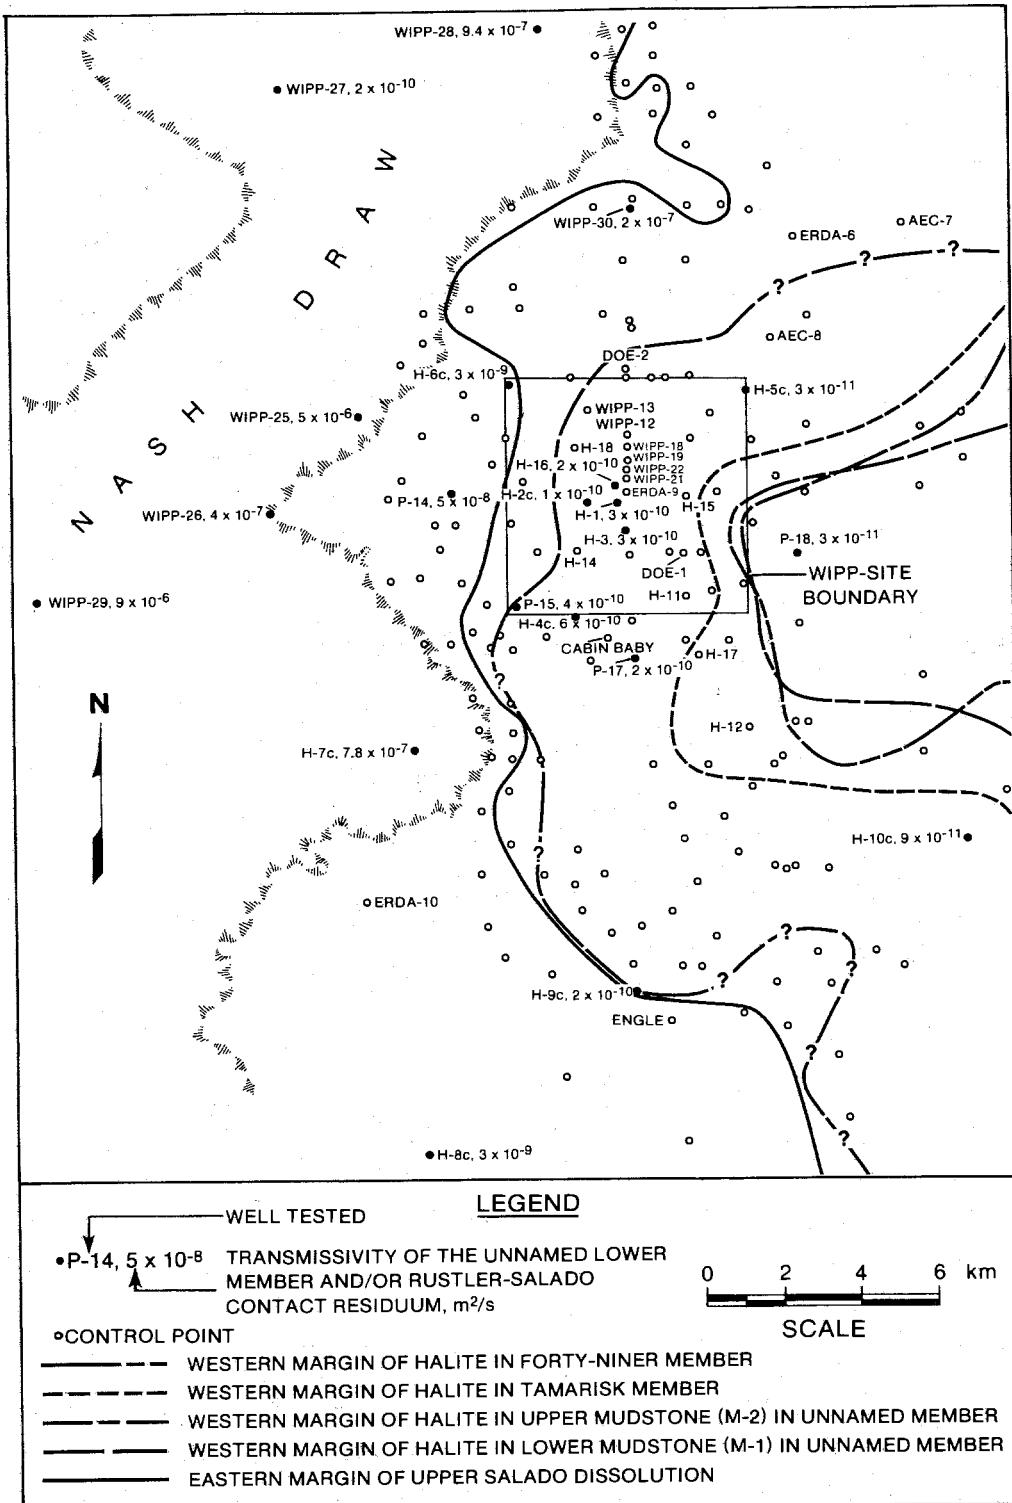 WIPP-28, 9.4 x 10-7
WIPP-27, 2 x 10-10
NASH DRAW
WIPP-30, 2 x 10-7
AEC-7
ERDA-6
?
?
?
AEC-8
DOE-2
H-6c, 3 x 10-9
H-5c, 3 x 10-11
WIPP-25, 5 x 10-6
WIPP-13
WIPP-12
H-18
WIPP-18
WIPP-19
H-16, 2 x 10-10
WIPP-22
WIPP-21
P-14, 5 x 10-8
H-2c, 1 x 10-10
ERDA-9
H-15
WIPP-26, 4 x 10-7
H-1, 3 x 10-10
H-3, 3 x 10-10
P-18, 3 x 10-11
H-14
DOE-1
WIPP-SITE
BOUNDARY
H-11
WIPP-29, 9 x 10-6
P-15, 4 x 10-10
H-4c, 6 x 10-10
CABIN BABY
H-17
P-17, 2 x 10-10
?
N
H-12
H-7c, 7.8 x 10-7
H-10c, 9 x 10-11
?
ERDA-10
?
?
?
H-9c, 2 x 10-10
ENGLE
?
?
H-8c, 3 x 10-9
LEGEND
WELL TESTED
P-14, 5 x 10-8 TRANSMISSIVITY OF THE UNNAMED LOWER
MEMBER AND/OR RUSTLER-SALADO
CONTACT RESIDUUM, m2/s
0 2 4 6 km
SCALE
CONTROL POINT
WESTERN MARGIN OF HALITE IN FORTY-NINER MEMBER
WESTERN MARGIN OF HALITE IN TAMARISK MEMBER
WESTERN MARGIN OF HALITE IN UPPER MUDSTONE (M-2) IN UNNAMED MEMBER
WESTERN MARGIN OF HALITE IN LOWER MUDSTONE (M-1) IN UNNAMED MEMBER
EASTERN MARGIN OF UPPER SALADO DISSOLUTION